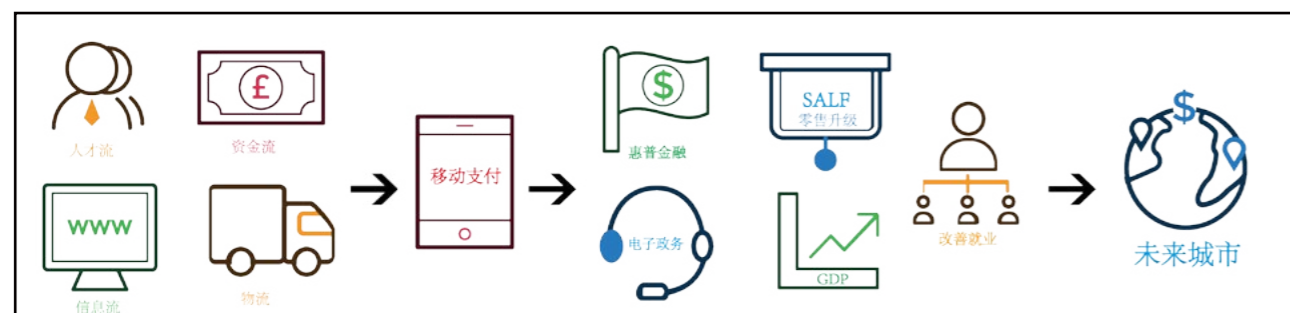 人才流
£
资金流
www
信息流
物流
移动支付
$
惠普金融
SALF
零售升级
电子政务
GDP
改善就业
$
未来城市